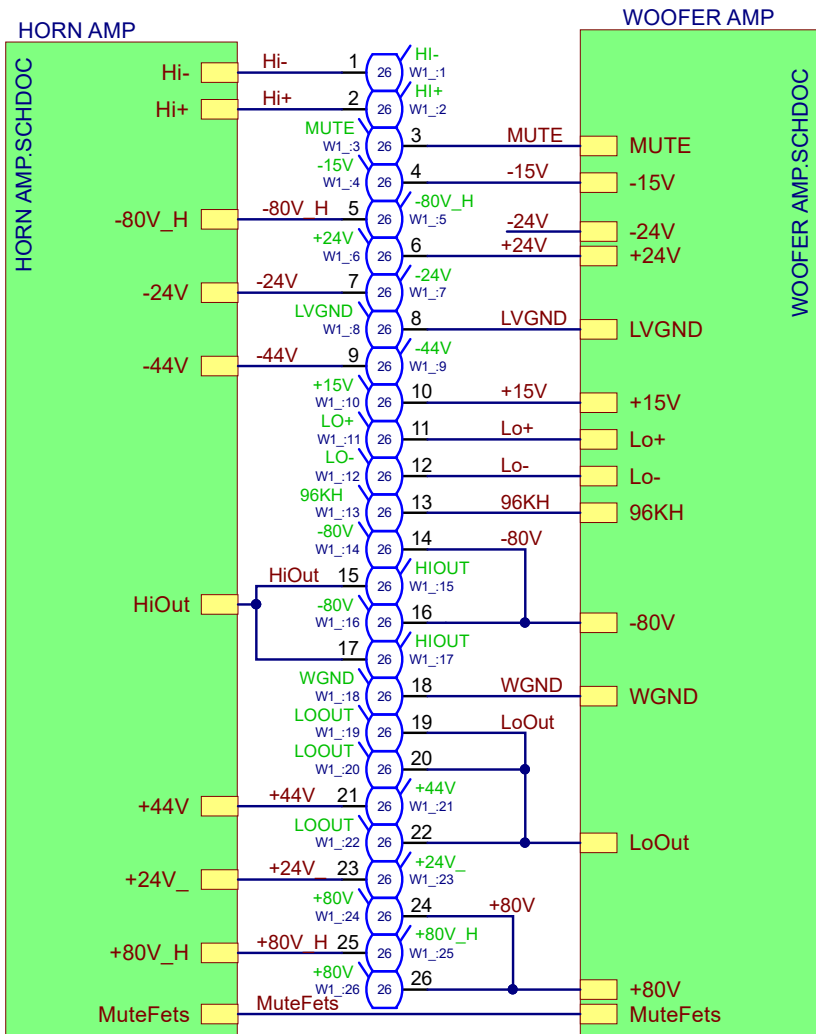 HORN AMP
WOOFER AMP
HORN AMP.SCHDOC
WOOFER AMP.SCHDOC
Hi- Hi- 1 26 HI- W1_:1
Hi+ Hi+ 2 26 HI+ W1_:2
MUTE W1_:3 26 3 MUTE MUTE
-15V W1_:4 26 4 -15V -15V
-80V_H -80V_H 5 26 -80V_H W1_:5
-24V -24V
+24V W1_:6 26 6 +24V +24V
-24V -24V 7 26 -24V W1_:7
LVGND W1_:8 26 8 LVGND LVGND
-44V -44V 9 26 -44V W1_:9
+15V W1_:10 26 10 +15V +15V
LO+ W1_:11 26 11 Lo+ Lo+
LO- W1_:12 26 12 Lo- Lo-
96KH W1_:13 26 13 96KH 96KH
-80V W1_:14 26 14 -80V
HiOut HiOut 15 26 HIOUT W1_:15
-80V W1_:16 26 16 -80V
17 26 HIOUT W1_:17
WGND W1_:18 26 18 WGND WGND
LOOUT W1_:19 26 19 LoOut
LOOUT W1_:20 26 20
+44V +44V 21 26 +44V W1_:21
LOOUT W1_:22 26 22 LoOut
+24V_ +24V_ 23 26 +24V_ W1_:23
+80V W1_:24 26 24 +80V
+80V_H +80V_H 25 26 +80V_H W1_:25
+80V W1_:26 26 26 +80V
MuteFets MuteFets MuteFets